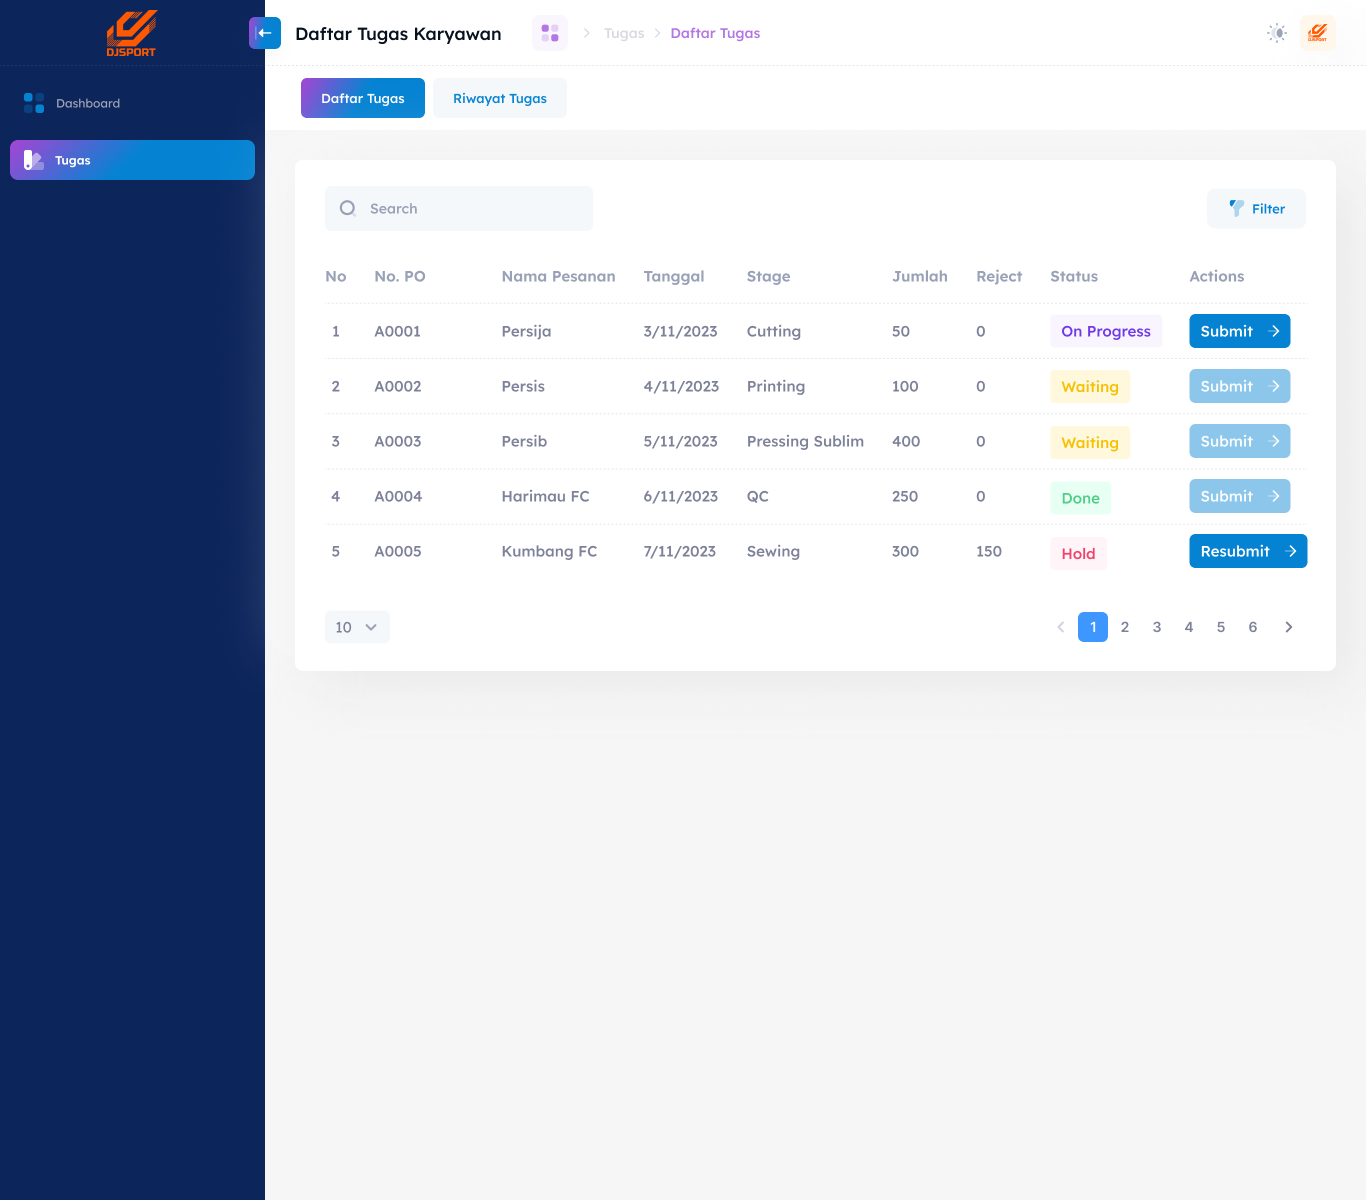 DJSPORT
Daftar Tugas Karyawan
Tugas
Daftar Tugas
Dashboard
Tugas
Daftar Tugas
Riwayat Tugas
Search
Filter
No No. PO Nama Pesanan Tanggal Stage Jumlah Reject Status Actions
1 A0001 Persija 3/11/2023 Cutting 50 0 On Progress Submit
2 A0002 Persis 4/11/2023 Printing 100 0 Waiting Submit
3 A0003 Persib 5/11/2023 Pressing Sublim 400 0 Waiting Submit
4 A0004 Harimau FC 6/11/2023 QC 250 0 Done Submit
5 A0005 Kumbang FC 7/11/2023 Sewing 300 150 Hold Resubmit
10
1 2 3 4 5 6